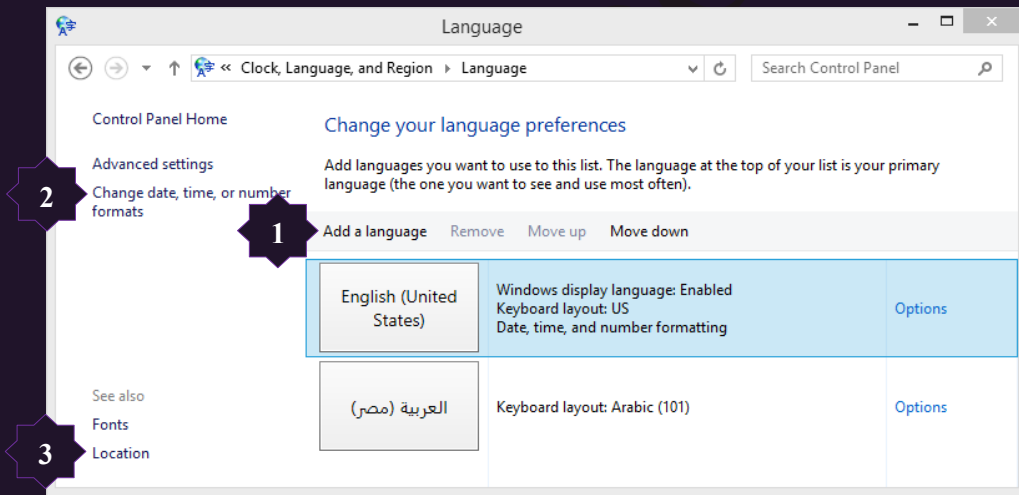 Language
« Clock, Language, and Region Language
Search Control Panel
Control Panel Home
Advanced settings
Change date, time, or number
formats
See also
Fonts
Location
Change your language preferences
Add languages you want to use to this list. The language at the top of your list is your primary
language (the one you want to see and use most often).
Add a language Remove Move up Move down
English (United
States)
Windows display language: Enabled
Keyboard layout: US
Date, time, and number formatting
Options
العربية (مصر)
Keyboard layout: Arabic (101)
Options
1
2
3